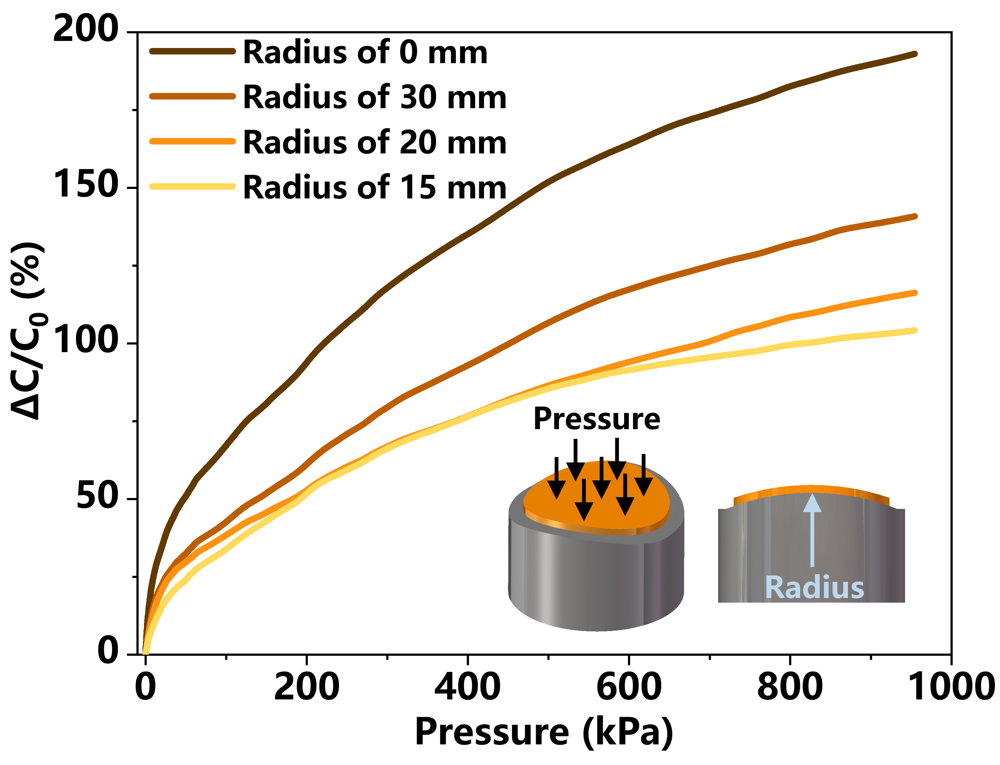 200
150
100
50
0
ΔC/C₀ (%)
Radius of 0 mm
Radius of 30 mm
Radius of 20 mm
Radius of 15 mm
Pressure
Radius
0 200 400 600 800 1000
Pressure (kPa)